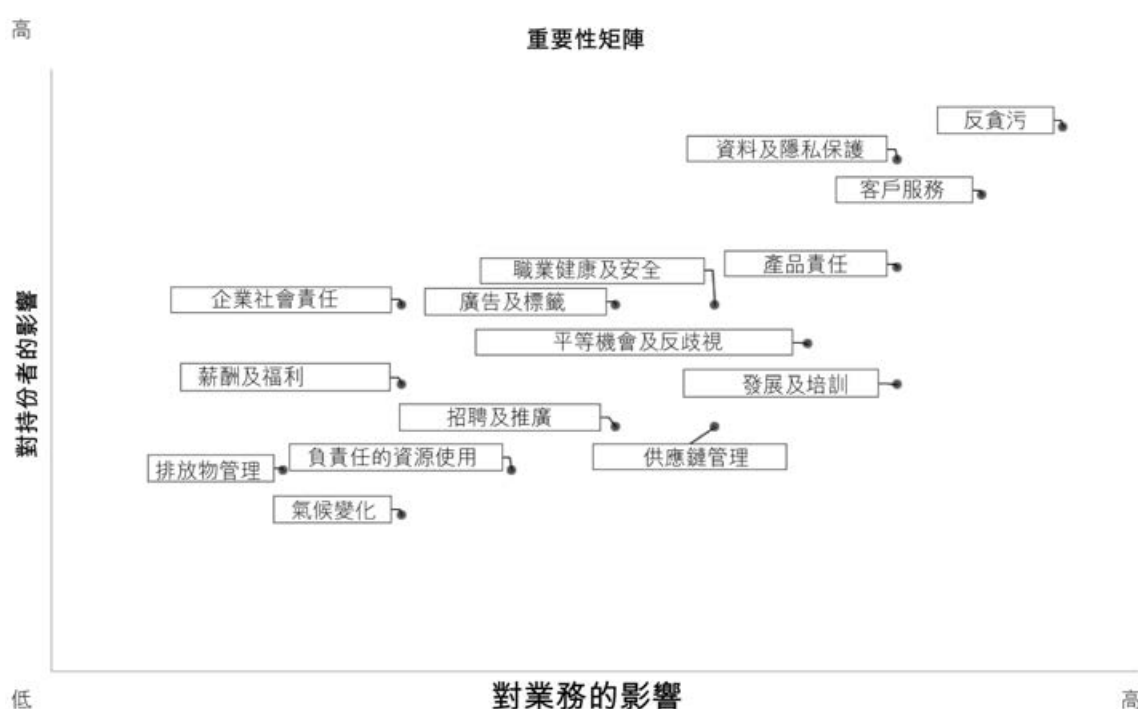 高
重要性矩陣
反貪污
資料及隱私保護
客戶服務
產品責任
職業健康及安全
企業社會責任
廣告及標籤
平等機會及反歧視
薪酬及福利
發展及培訓
招聘及推廣
負責任的資源使用
供應鏈管理
排放物管理
氣候變化
對持份者的影響
低
對業務的影響
高